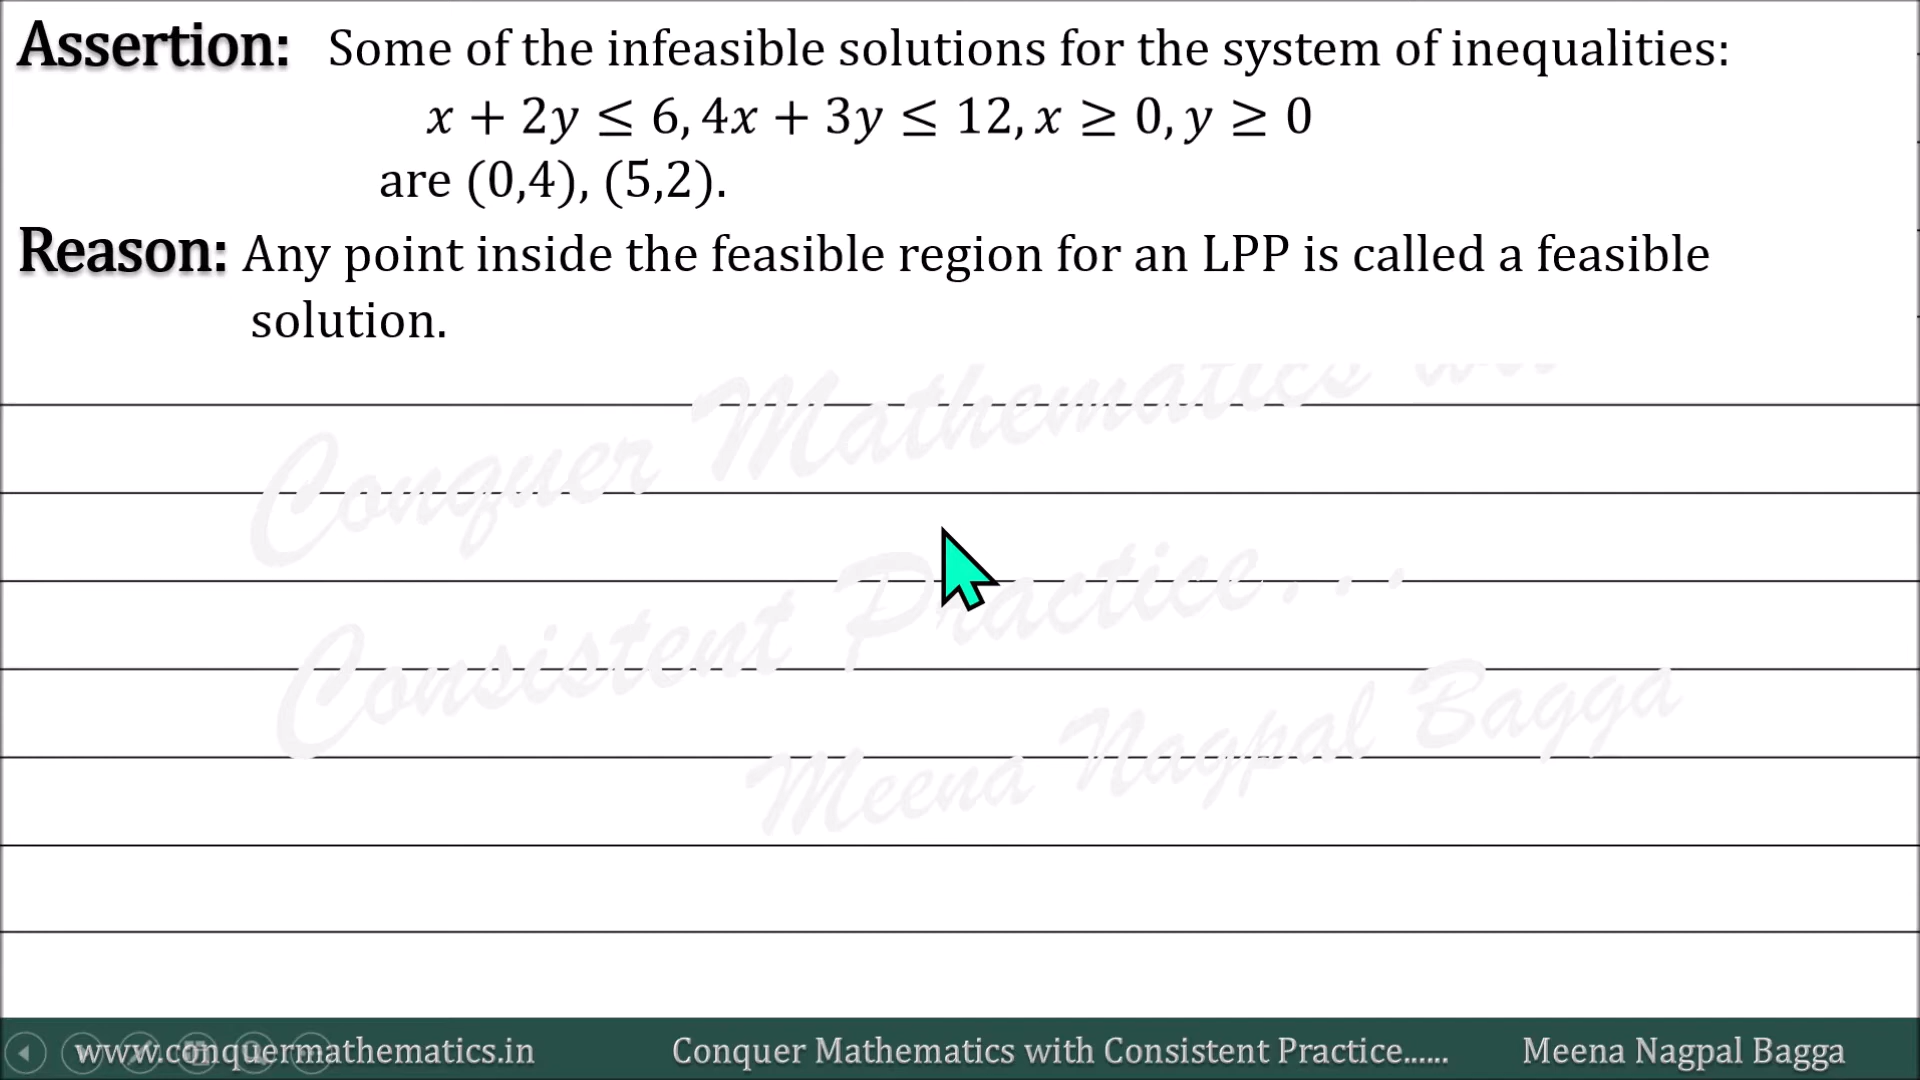 Assertion: Some of the infeasible solutions for the system of inequalities:
x + 2y ≤ 6, 4x + 3y ≤ 12, x ≥ 0, y ≥ 0
are (0,4), (5,2).
Reason: Any point inside the feasible region for an LPP is called a feasible
solution.
Conquer Mathematics with
Consistent Practice...
Meena Nagpal Bagga
www.conquermathematics.in Conquer Mathematics with Consistent Practice...... Meena Nagpal Bagga